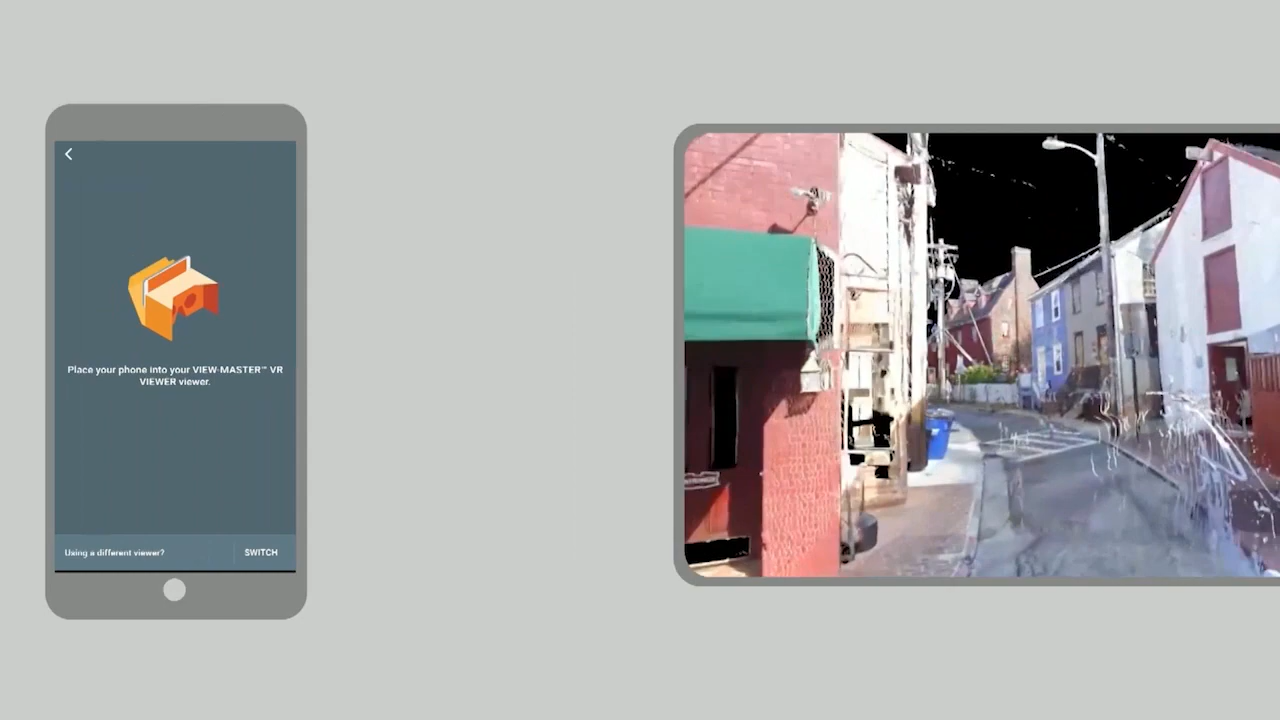 Place your phone into your VIEW-MASTER™ VR
VIEWER viewer.
Using a different viewer?
SWITCH